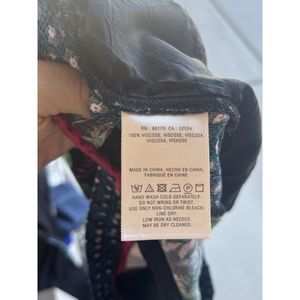 RN : 66170 CA : 32054
100% VISCOSE, VISCOSE, VISCOSA,
VISCOSA, VISKOSE
MADE IN CHINA, HECHO EN CHINA,
FABRIQUÉ EN CHINE
HAND WASH COLD SEPARATELY.
DO NOT WRING OR TWIST.
USE ONLY NON-CHLORINE BLEACH.
LINE DRY.
LOW IRON AS NEEDED.
MAY BE DRY CLEANED.